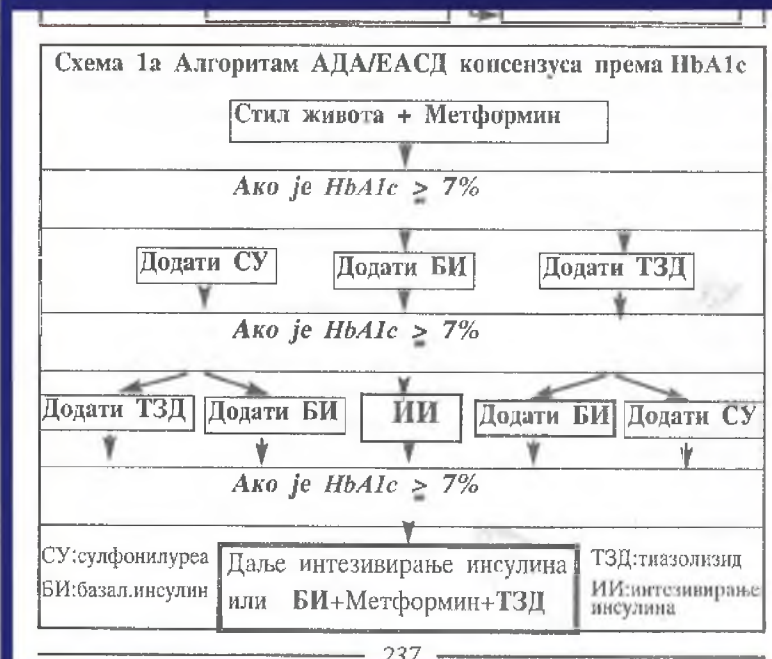 Схема 1а Алгоритам АДА/ЕАСД консензуса према HbA1c
Стил живота + Метформин
Ако је HbA1c ≥ 7%
Додати СУ Додати БИ Додати ТЗД
Ако је HbA1c ≥ 7%
Додати ТЗД Додати БИ ИИ Додати БИ Додати СУ
Ако је HbA1c ≥ 7%
СУ:сулфонилуреа
БИ:базал.инсулин
Даље интезивирање инсулина
или БИ+Метформин+ТЗД
ТЗД:тиазолизид
ИИ:интезивирање
инсулина
237